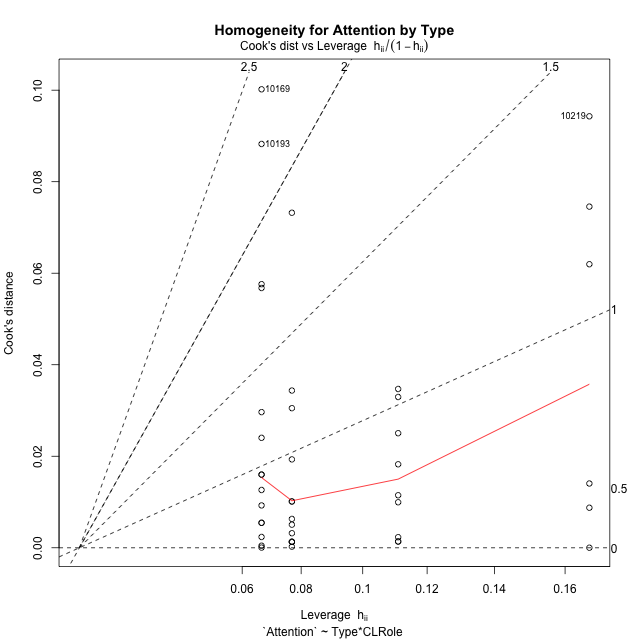 Homogeneity for Attention by Type
Cook's dist vs Leverage hᵢᵢ/(1 − hᵢᵢ)
2.5 2 1.5
10169
10219
10193
1
0.5
0
0.10
0.08
0.06
0.04
0.02
0.00
Cook's distance
0.06 0.08 0.1 0.12 0.14 0.16
Leverage hᵢᵢ
`Attention` ~ Type*CLRole